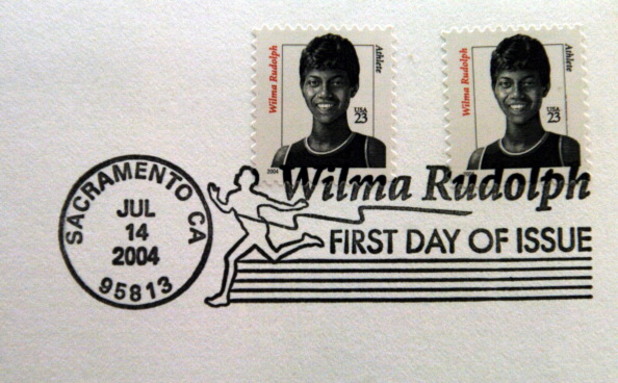 Wilma Rudolph
Athlete
USA
23
2004
Wilma Rudolph
Athlete
USA
23
SACRAMENTO CA
JUL
14
2004
95813
Wilma Rudolph
FIRST DAY OF ISSUE